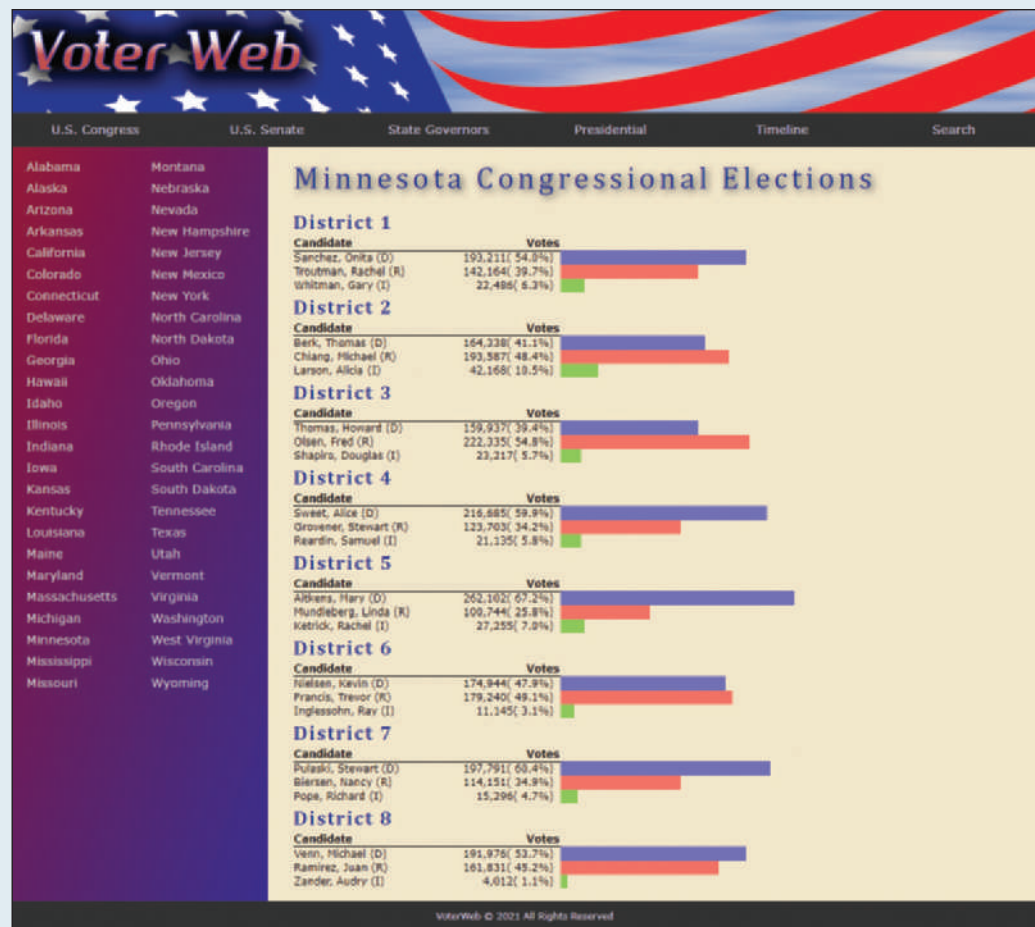 Voter Web
U.S. Congress U.S. Senate State Governors Presidential Timeline Search
Alabama Montana
Alaska Nebraska
Arizona Nevada
Arkansas New Hampshire
California New Jersey
Colorado New Mexico
Connecticut New York
Delaware North Carolina
Florida North Dakota
Georgia Ohio
Hawaii Oklahoma
Idaho Oregon
Illinois Pennsylvania
Indiana Rhode Island
Iowa South Carolina
Kansas South Dakota
Kentucky Tennessee
Louisiana Texas
Maine Utah
Maryland Vermont
Massachusetts Virginia
Michigan Washington
Minnesota West Virginia
Mississippi Wisconsin
Missouri Wyoming
Minnesota Congressional Elections
District 1
Candidate Votes
Sanchez, Onita (D) 193,211( 54.0%)
Troutman, Rachel (R) 142,164( 39.7%)
Whitman, Gary (I) 22,486( 6.3%)
District 2
Candidate Votes
Berk, Thomas (D) 164,338( 41.1%)
Chiang, Michael (R) 193,587( 48.4%)
Larson, Alicia (I) 42,168( 10.5%)
District 3
Candidate Votes
Thomas, Howard (D) 159,937( 39.4%)
Olsen, Fred (R) 222,335( 54.8%)
Shapiro, Douglas (I) 23,217( 5.7%)
District 4
Candidate Votes
Sweet, Alice (D) 216,685( 59.9%)
Grovener, Stewart (R) 123,703( 34.2%)
Reardin, Samuel (I) 21,135( 5.8%)
District 5
Candidate Votes
Aitkens, Mary (D) 262,102( 67.2%)
Mundleberg, Linda (R) 100,744( 25.8%)
Ketrick, Rachel (I) 27,255( 7.0%)
District 6
Candidate Votes
Nielsen, Kevin (D) 174,944( 47.9%)
Francis, Trevor (R) 179,240( 49.1%)
Inglessohn, Ray (I) 11,145( 3.1%)
District 7
Candidate Votes
Pulaski, Stewart (D) 197,791( 60.4%)
Biersen, Nancy (R) 114,151( 34.9%)
Pope, Richard (I) 15,296( 4.7%)
District 8
Candidate Votes
Venn, Michael (D) 191,976( 53.7%)
Ramirez, Juan (R) 161,831( 45.2%)
Zander, Audry (I) 4,012( 1.1%)
VoterWeb © 2021 All Rights Reserved